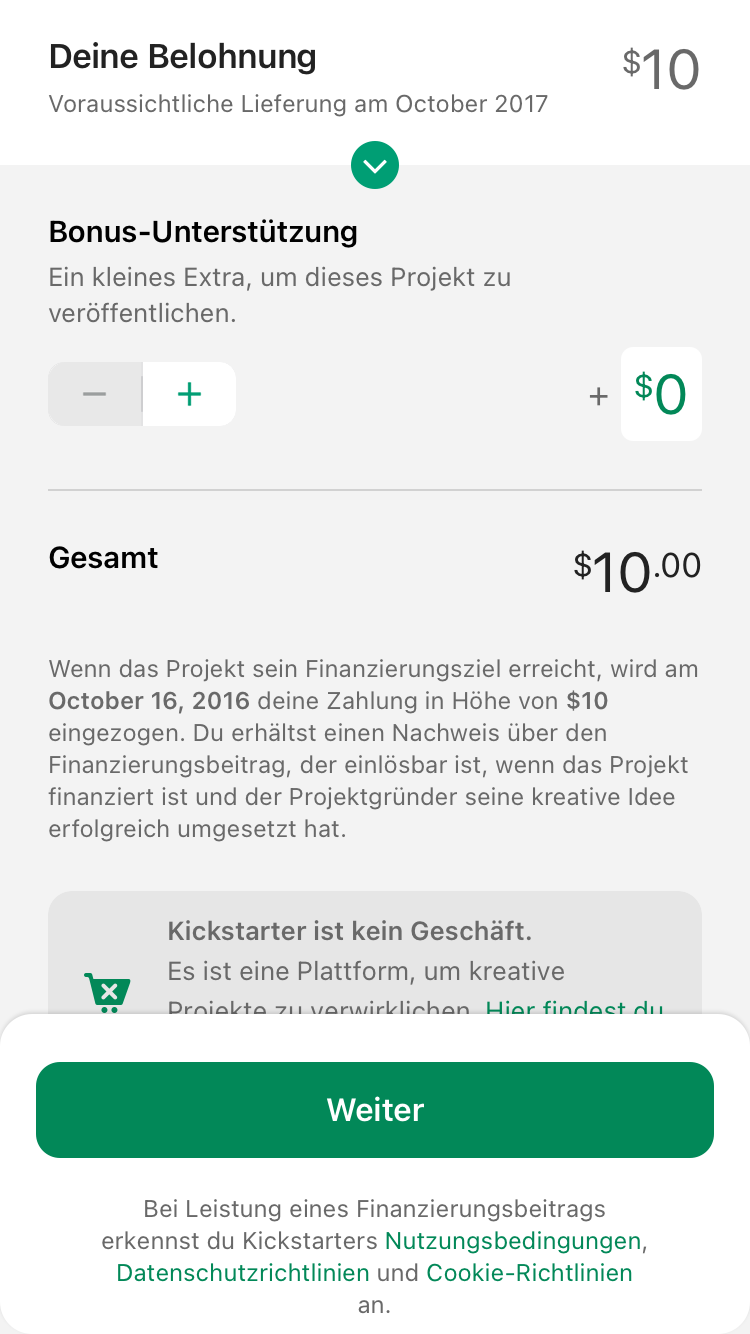 Deine Belohnung
$10
Voraussichtliche Lieferung am October 2017
Bonus-Unterstützung
Ein kleines Extra, um dieses Projekt zu
veröffentlichen.
− +
+ $0
Gesamt
$10.00
Wenn das Projekt sein Finanzierungsziel erreicht, wird am
October 16, 2016 deine Zahlung in Höhe von $10
eingezogen. Du erhältst einen Nachweis über den
Finanzierungsbeitrag, der einlösbar ist, wenn das Projekt
finanziert ist und der Projektgründer seine kreative Idee
erfolgreich umgesetzt hat.
Kickstarter ist kein Geschäft.
Es ist eine Plattform, um kreative
Projekte zu verwirklichen. Hier findest du
Weiter
Bei Leistung eines Finanzierungsbeitrags
erkennst du Kickstarters Nutzungsbedingungen,
Datenschutzrichtlinien und Cookie-Richtlinien
an.